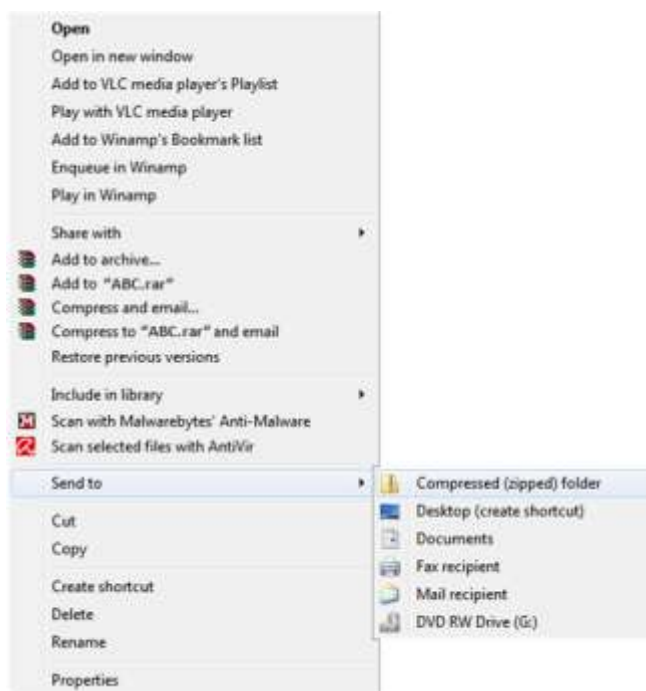 Open
Open in new window
Add to VLC media player's Playlist
Play with VLC media player
Add to Winamp's Bookmark list
Enqueue in Winamp
Play in Winamp
Share with
Add to archive...
Add to "ABC.rar"
Compress and email...
Compress to "ABC.rar" and email
Restore previous versions
Include in library
Scan with Malwarebytes' Anti-Malware
Scan selected files with AntiVir
Send to
Compressed (zipped) folder
Desktop (create shortcut)
Documents
Fax recipient
Mail recipient
DVD RW Drive (G:)
Cut
Copy
Create shortcut
Delete
Rename
Properties